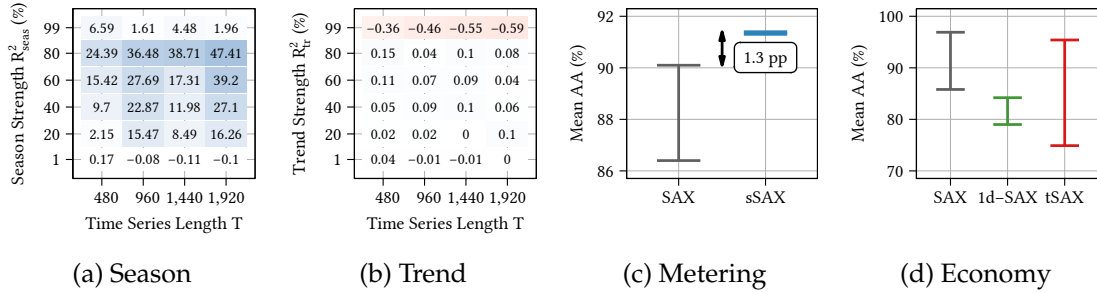 Season Strength R²seas (%)
99 6.59 1.61 4.48 1.96
80 24.39 36.48 38.71 47.41
60 15.42 27.69 17.31 39.2
40 9.7 22.87 11.98 27.1
20 2.15 15.47 8.49 16.26
1 0.17 −0.08 −0.11 −0.1
480 960 1,440 1,920
Time Series Length T
(a) Season
Trend Strength R²tr (%)
99 −0.36 −0.46 −0.55 −0.59
80 0.15 0.04 0.1 0.08
60 0.11 0.07 0.09 0.04
40 0.05 0.09 0.1 0.06
20 0.02 0.02 0 0.1
1 0.04 −0.01 −0.01 0
480 960 1,440 1,920
Time Series Length T
(b) Trend
Mean AA (%)
92
90
88
86
1.3 pp
SAX sSAX
(c) Metering
Mean AA (%)
100
90
80
70
SAX 1d−SAX tSAX
(d) Economy